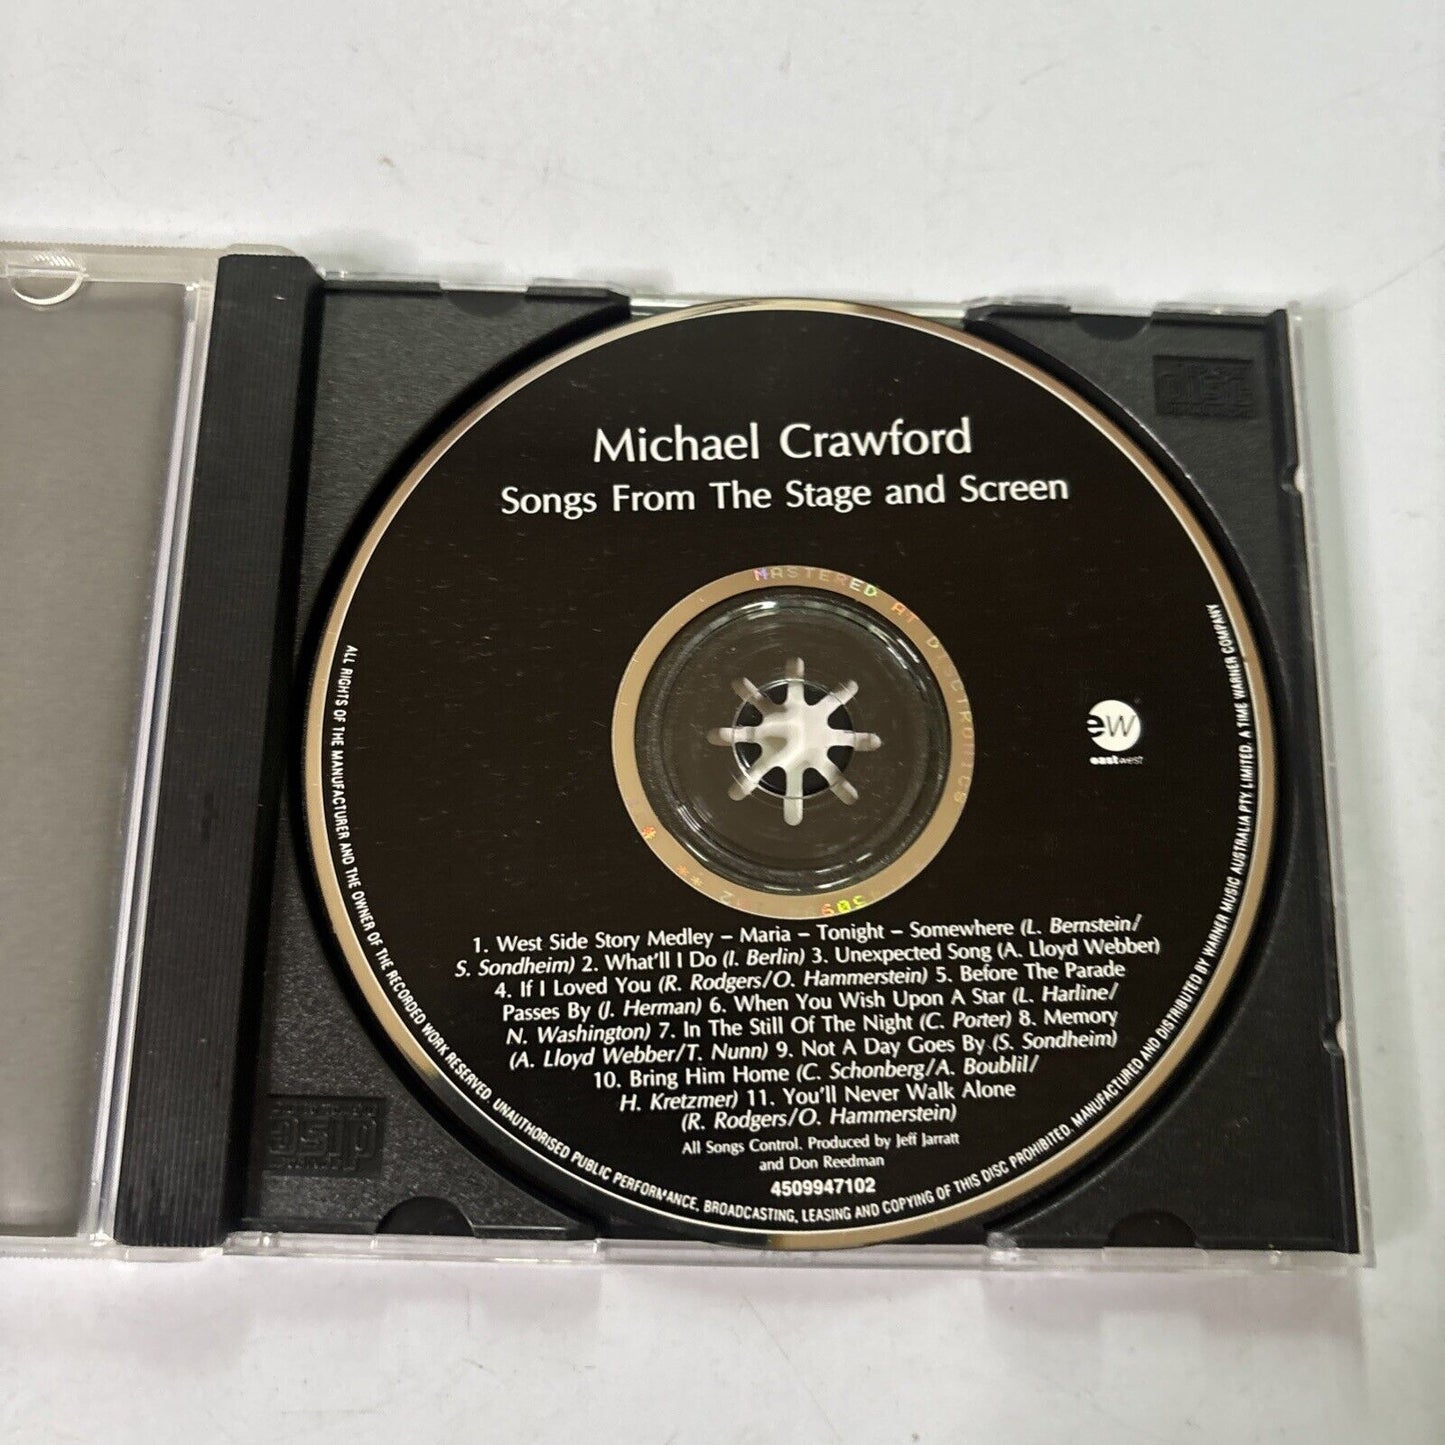 Michael Crawford
Songs From The Stage and Screen
MASTERED AT DISCTRONICS
ew
eastwest
1. West Side Story Medley – Maria – Tonight – Somewhere (L. Bernstein/
S. Sondheim) 2. What'll I Do (I. Berlin) 3. Unexpected Song (A. Lloyd Webber)
4. If I Loved You (R. Rodgers/O. Hammerstein) 5. Before The Parade
Passes By (J. Herman) 6. When You Wish Upon A Star (L. Harline/
N. Washington) 7. In The Still Of The Night (C. Porter) 8. Memory
(A. Lloyd Webber/T. Nunn) 9. Not A Day Goes By (S. Sondheim)
10. Bring Him Home (C. Schonberg/A. Boublil/
H. Kretzmer) 11. You'll Never Walk Alone
(R. Rodgers/O. Hammerstein)
All Songs Control. Produced by Jeff Jarratt
and Don Reedman
4509947102
ALL RIGHTS OF THE MANUFACTURER AND THE OWNER OF THE RECORDED WORK RESERVED. UNAUTHORISED PUBLIC PERFORMANCE, BROADCASTING, LEASING AND COPYING OF THIS DISC PROHIBITED. MANUFACTURED AND DISTRIBUTED BY WARNER MUSIC AUSTRALIA PTY. LIMITED. A TIME WARNER COMPANY
disc
disc